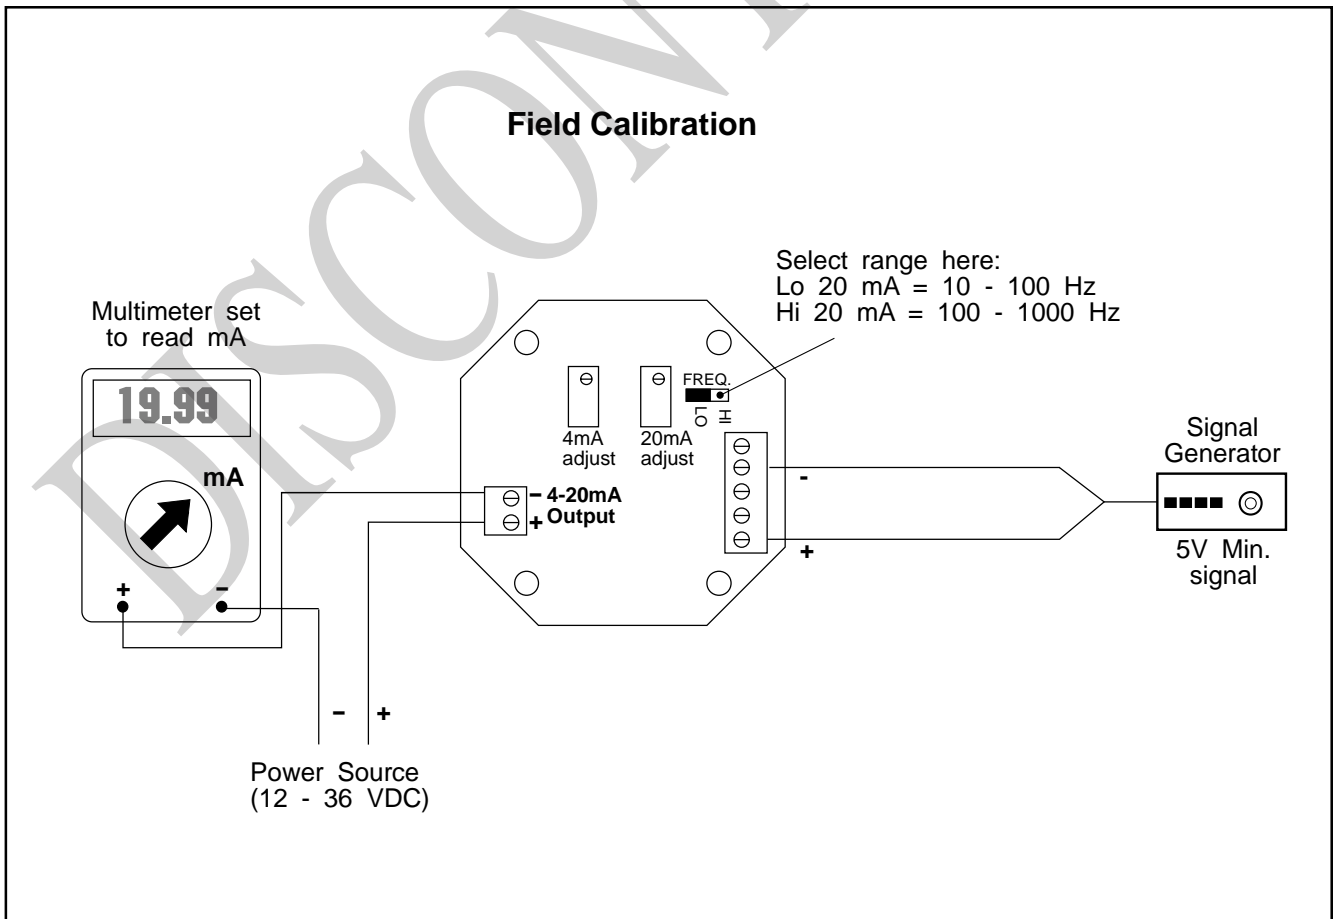 DISCONT
Field Calibration
Select range here:
Lo 20 mA = 10 - 100 Hz
Hi 20 mA = 100 - 1000 Hz
Multimeter set
to read mA
19.99
mA
+
−
4mA
adjust
20mA
adjust
FREQ.
LO
HI
− 4-20mA
+ Output
-
+
Signal
Generator
5V Min.
signal
− +
Power Source
(12 - 36 VDC)